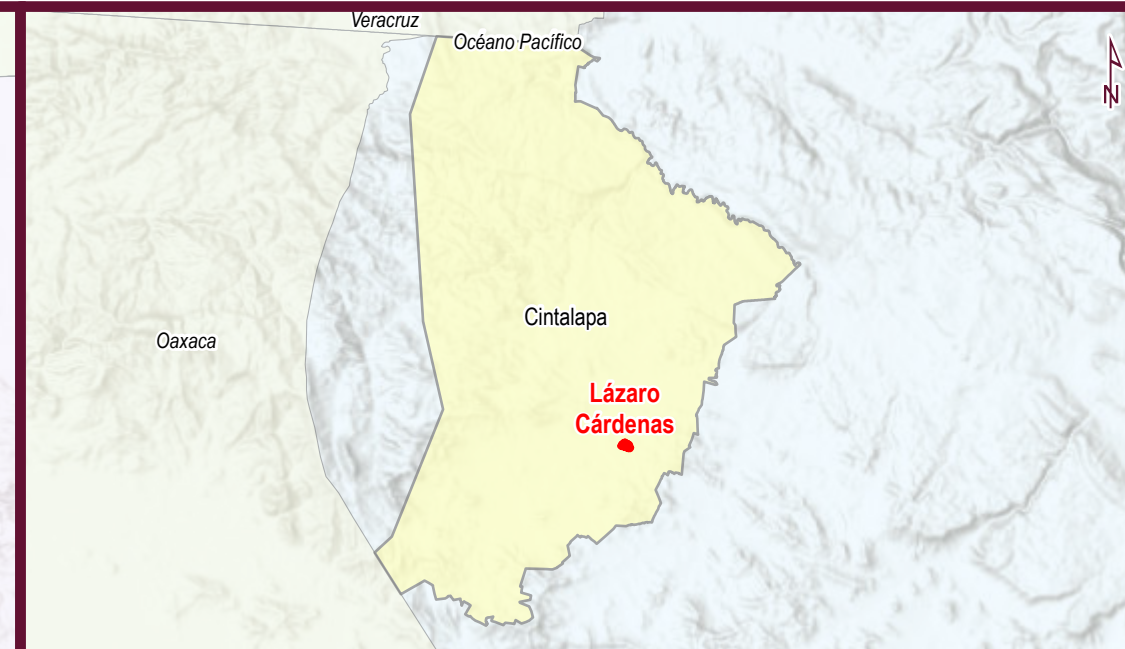 Veracruz
Océano Pacífico
N
Cintalapa
Oaxaca
Lázaro
Cárdenas